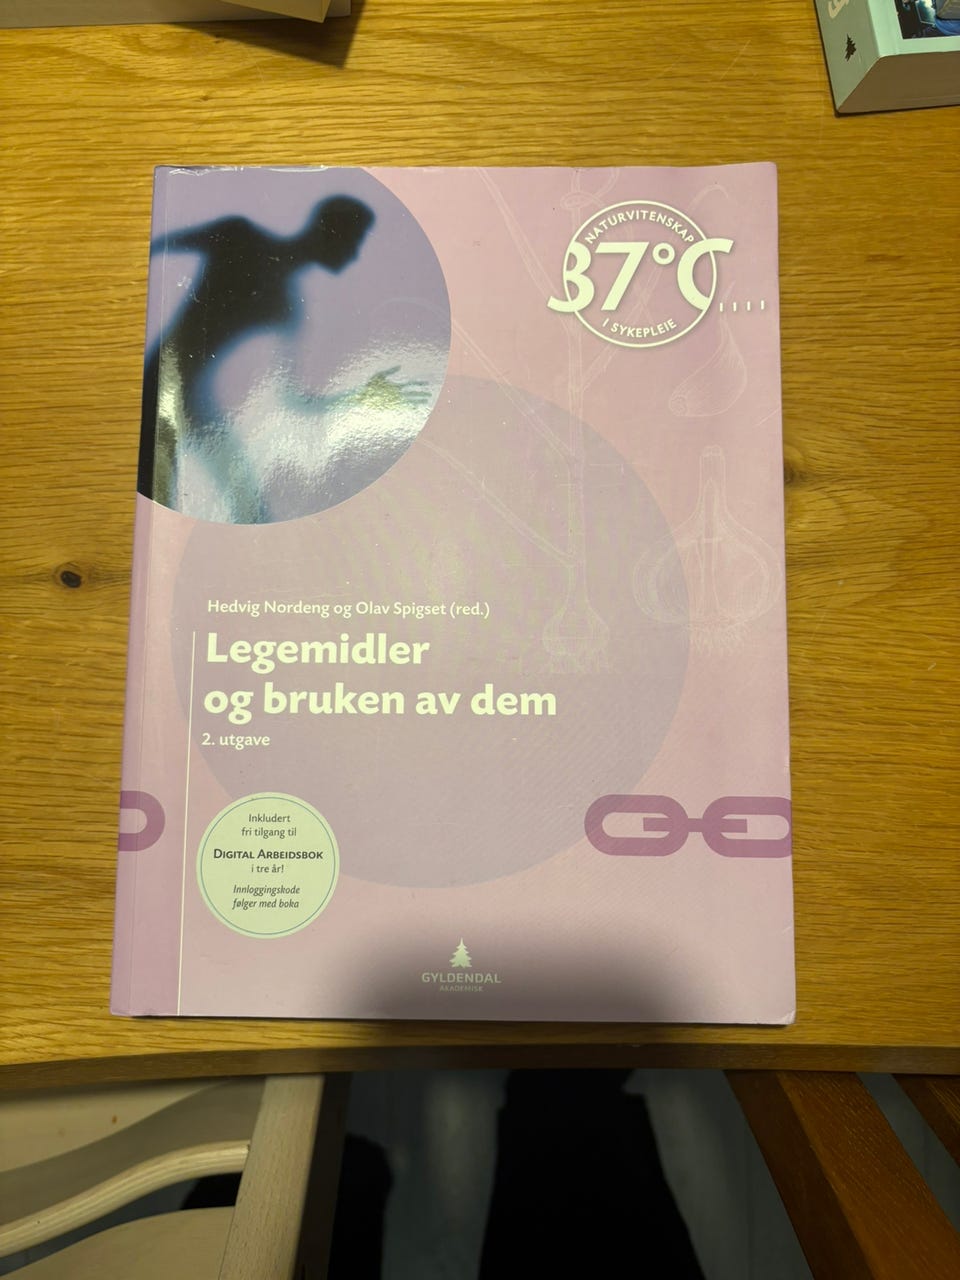 NATURVITENSKAP
37°C
I SYKEPLEIE
Hedvig Nordeng og Olav Spigset (red.)
Legemidler
og bruken av dem
2. utgave
Inkludert
fri tilgang til
DIGITAL ARBEIDSBOK
i tre år!
Innloggingskode
følger med boka
GYLDENDAL
AKADEMISK